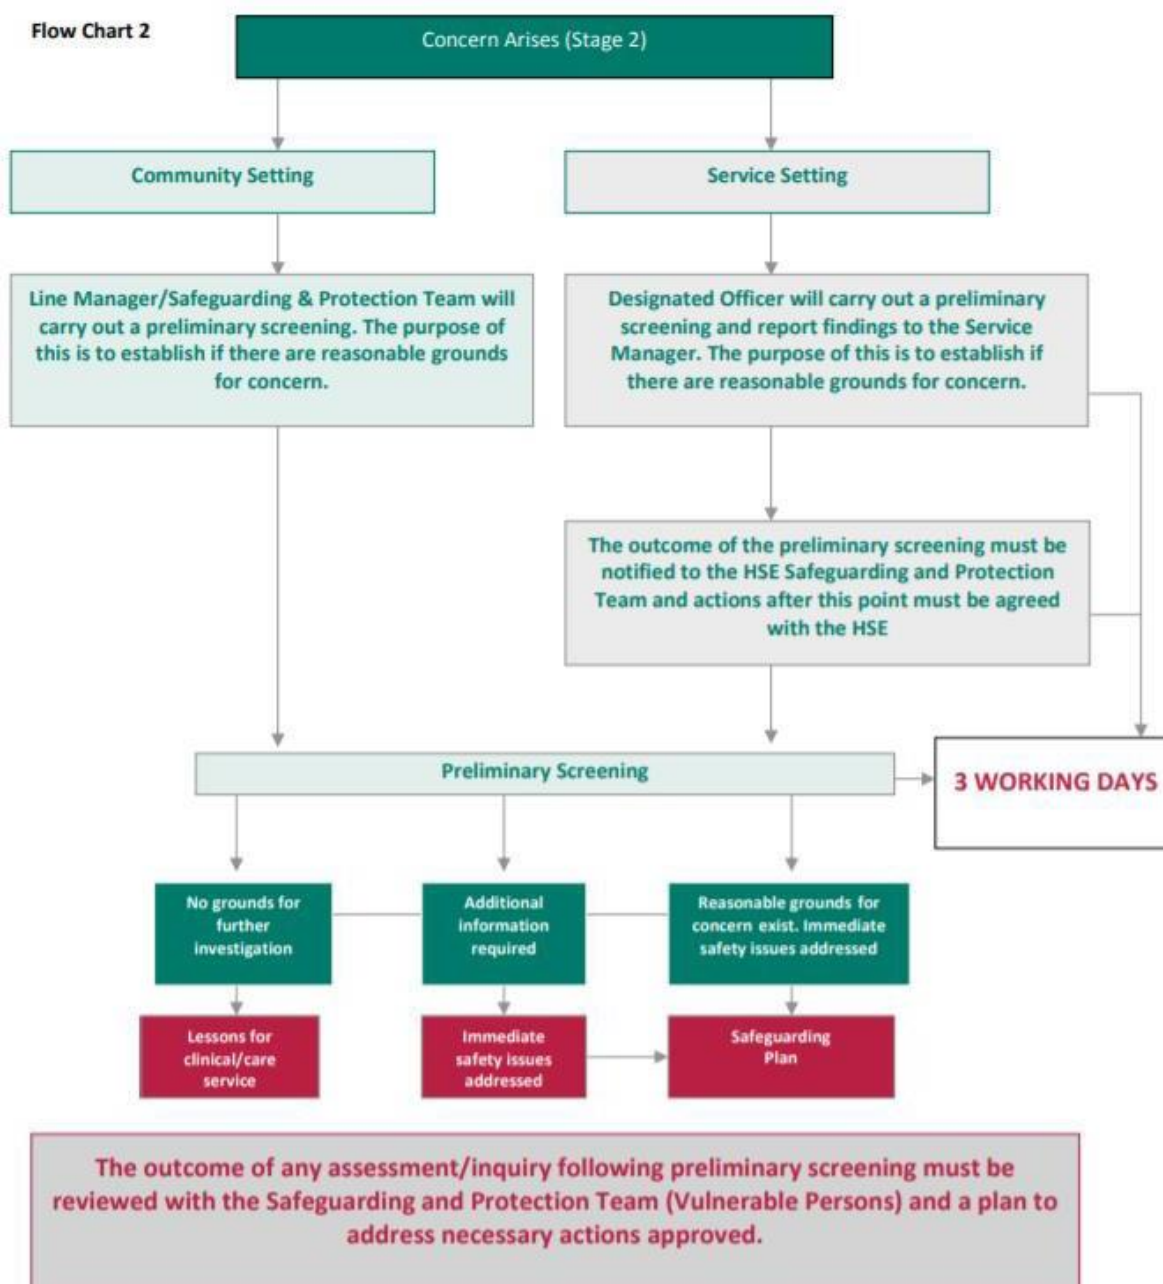 Flow Chart 2
Concern Arises (Stage 2)
Community Setting
Service Setting
Line Manager/Safeguarding & Protection Team will
carry out a preliminary screening. The purpose of
this is to establish if there are reasonable grounds
for concern.
Designated Officer will carry out a preliminary
screening and report findings to the Service
Manager. The purpose of this is to establish if
there are reasonable grounds for concern.
The outcome of the preliminary screening must be
notified to the HSE Safeguarding and Protection
Team and actions after this point must be agreed
with the HSE
Preliminary Screening
3 WORKING DAYS
No grounds for
further
investigation
Additional
information
required
Reasonable grounds for
concern exist. Immediate
safety issues addressed
Lessons for
clinical/care
service
Immediate
safety issues
addressed
Safeguarding
Plan
The outcome of any assessment/inquiry following preliminary screening must be
reviewed with the Safeguarding and Protection Team (Vulnerable Persons) and a plan to
address necessary actions approved.